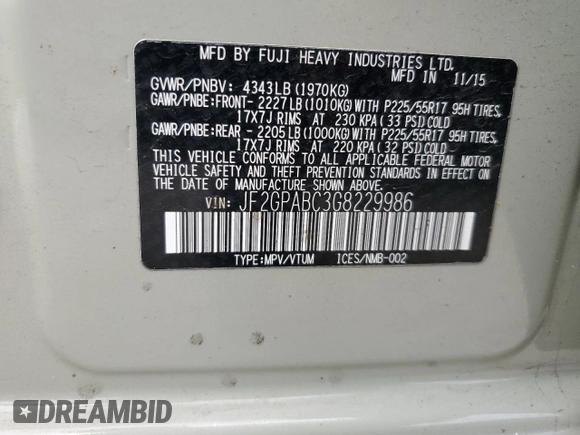 MFD BY FUJI HEAVY INDUSTRIES LTD.
MFD IN 11/15
GVWR/PNBV: 4343LB (1970KG)
GAWR/PNBE:FRONT- 2227LB (1010KG) WITH P225/55R17 95H TIRES,
17X7J RIMS AT 230 KPA (33 PSI) COLD
GAWR/PNBE:REAR - 2205LB (1000KG) WITH P225/55R17 95H TIRES,
17X7J RIMS AT 220 KPA (32 PSI) COLD
THIS VEHICLE CONFORMS TO ALL APPLICABLE FEDERAL MOTOR
VEHICLE SAFETY AND THEFT PREVENTION STANDARDS IN
EFFECT ON THE DATE OF MANUFACTURE SHOWN ABOVE.
VIN: JF2GPABC3G8229986
TYPE:MPV/VTUM ICES/NMB-002
DREAMBID